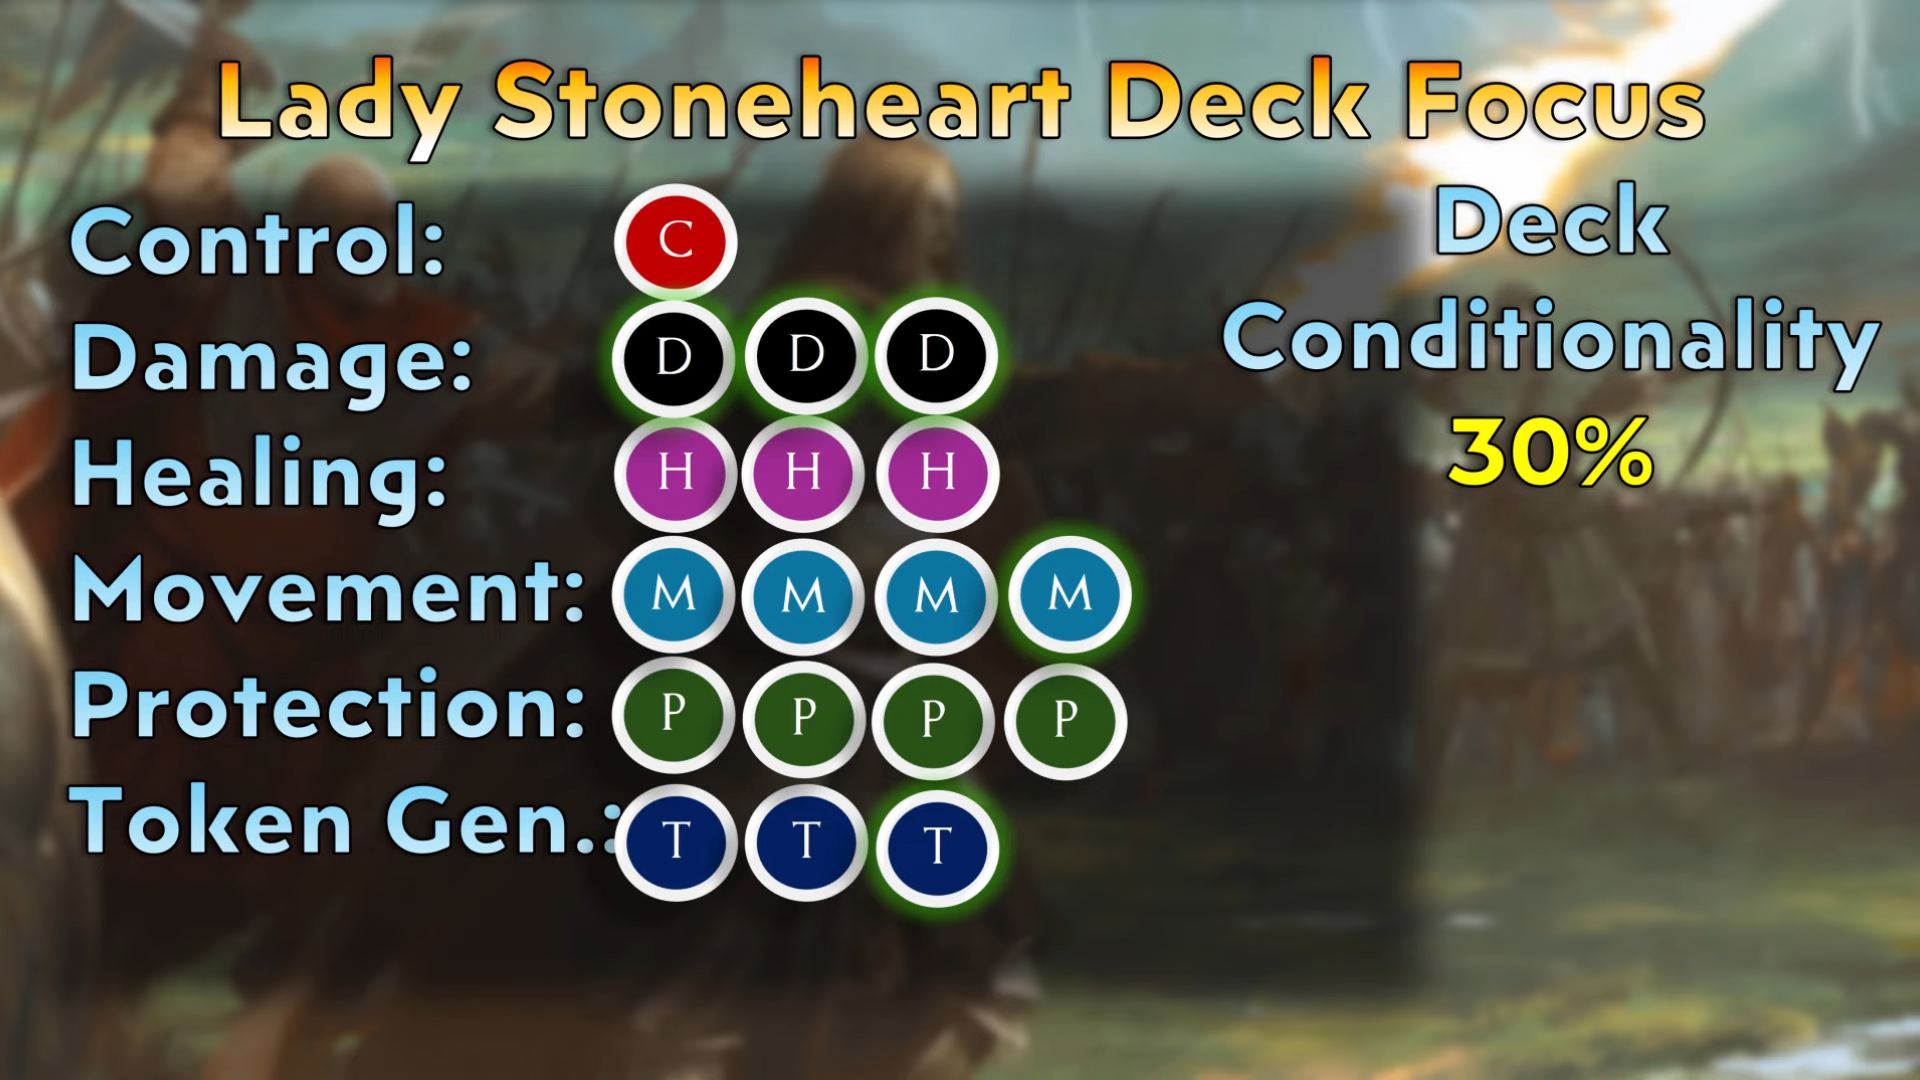 Lady Stoneheart Deck Focus
Control: C
Damage: D D D
Healing: H H H
Movement: M M M M
Protection: P P P P
Token Gen.: T T T
Deck
Conditionality
30%